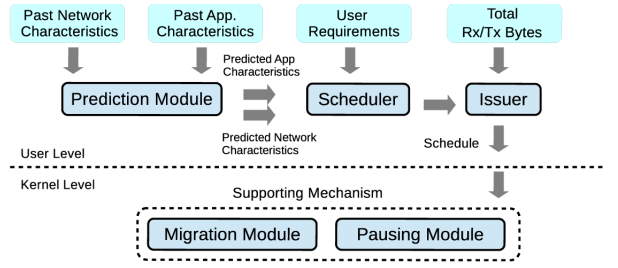 Past Network
Characteristics
Past App.
Characteristics
User
Requirements
Total
Rx/Tx Bytes
Predicted App
Characteristics
Prediction Module
Scheduler
Issuer
Predicted Network
Characteristics
Schedule
User Level
Kernel Level
Supporting Mechanism
Migration Module
Pausing Module